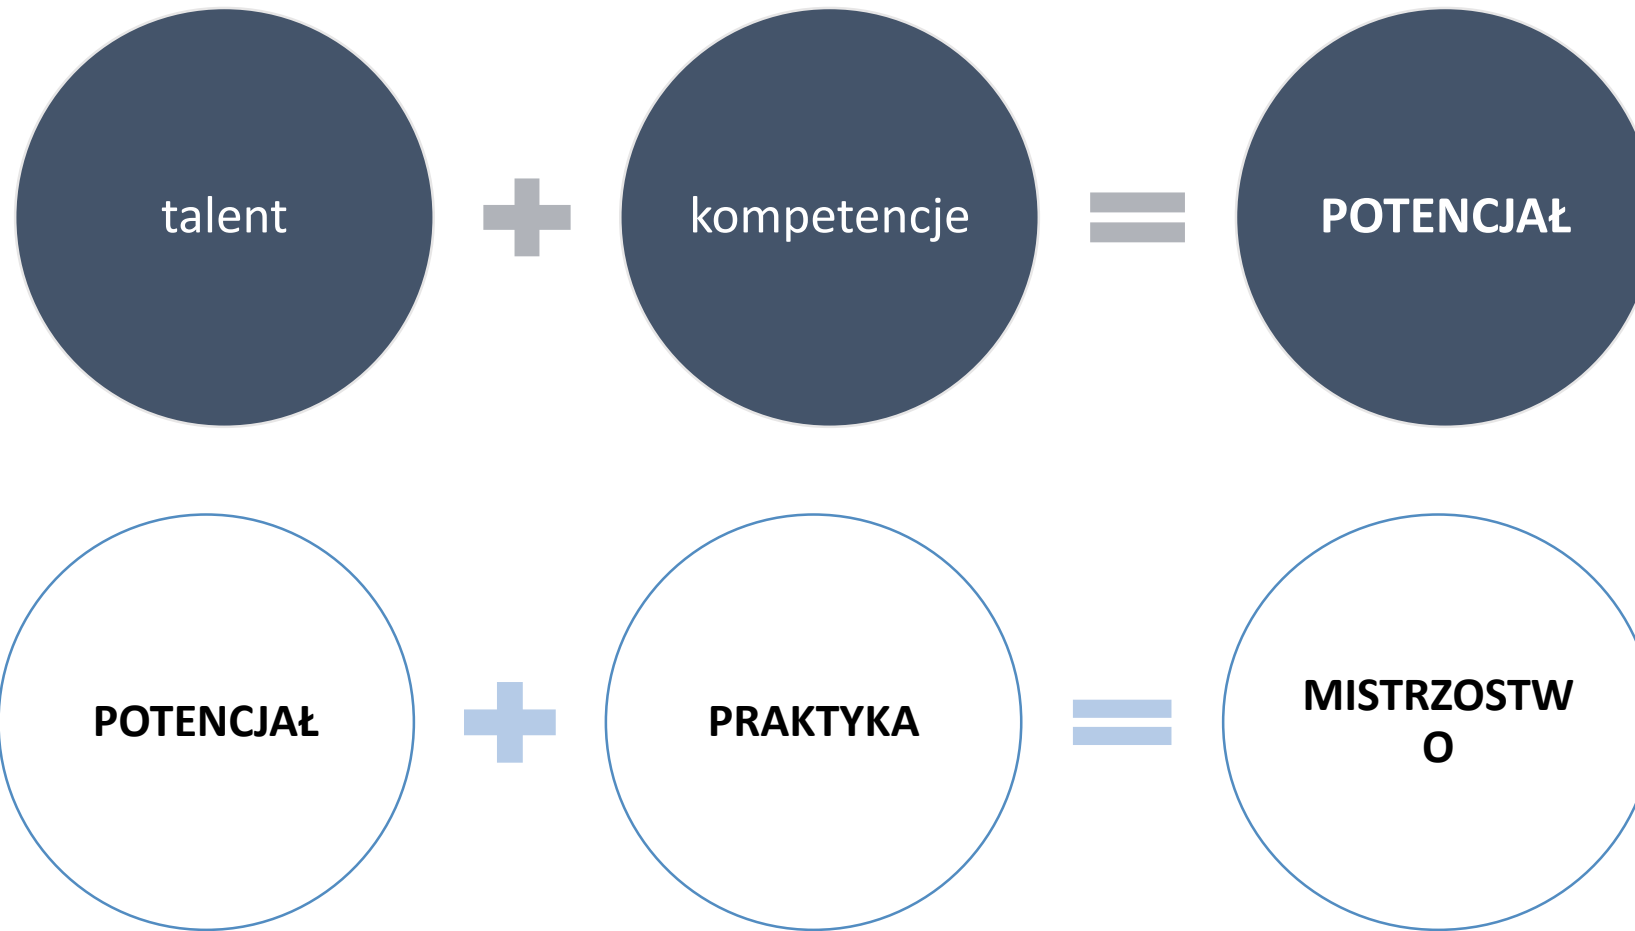 talent
kompetencje
POTENCJAŁ
POTENCJAŁ
PRAKTYKA
MISTRZOSTW
O